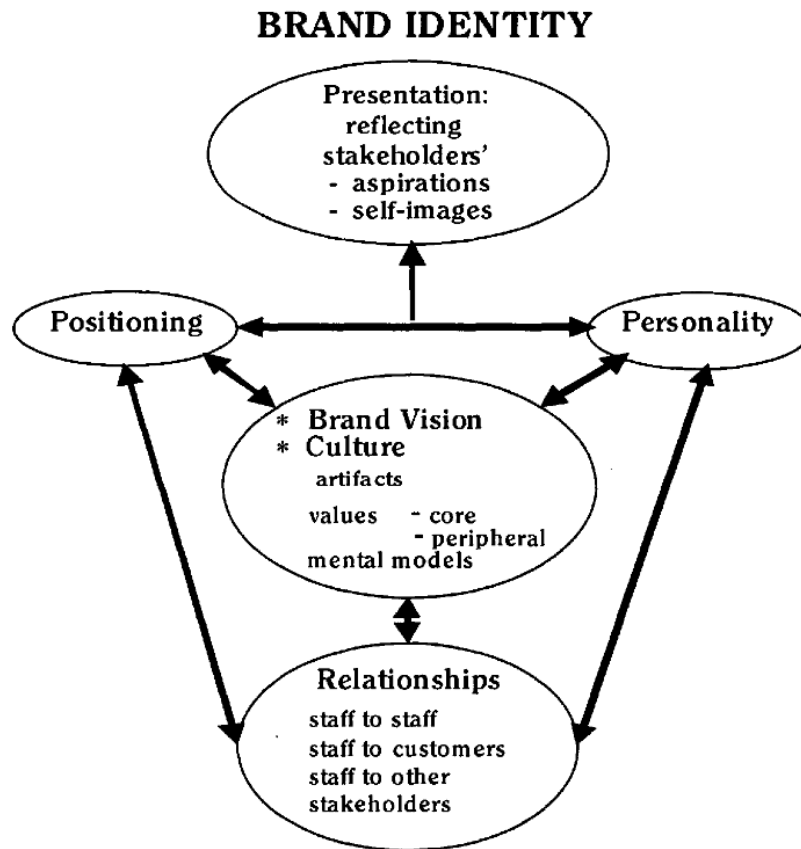 BRAND IDENTITY
Presentation:
reflecting
stakeholders'
- aspirations
- self-images
Positioning
Personality
* Brand Vision
* Culture
artifacts
values - core
- peripheral
mental models
Relationships
staff to staff
staff to customers
staff to other
stakeholders